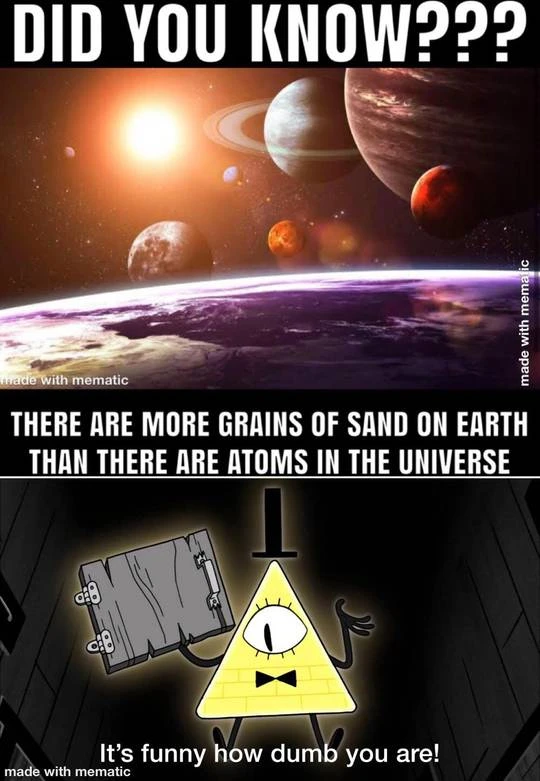 DID YOU KNOW???
made with mematic
made with mematic
THERE ARE MORE GRAINS OF SAND ON EARTH
THAN THERE ARE ATOMS IN THE UNIVERSE
It's funny how dumb you are!
made with mematic